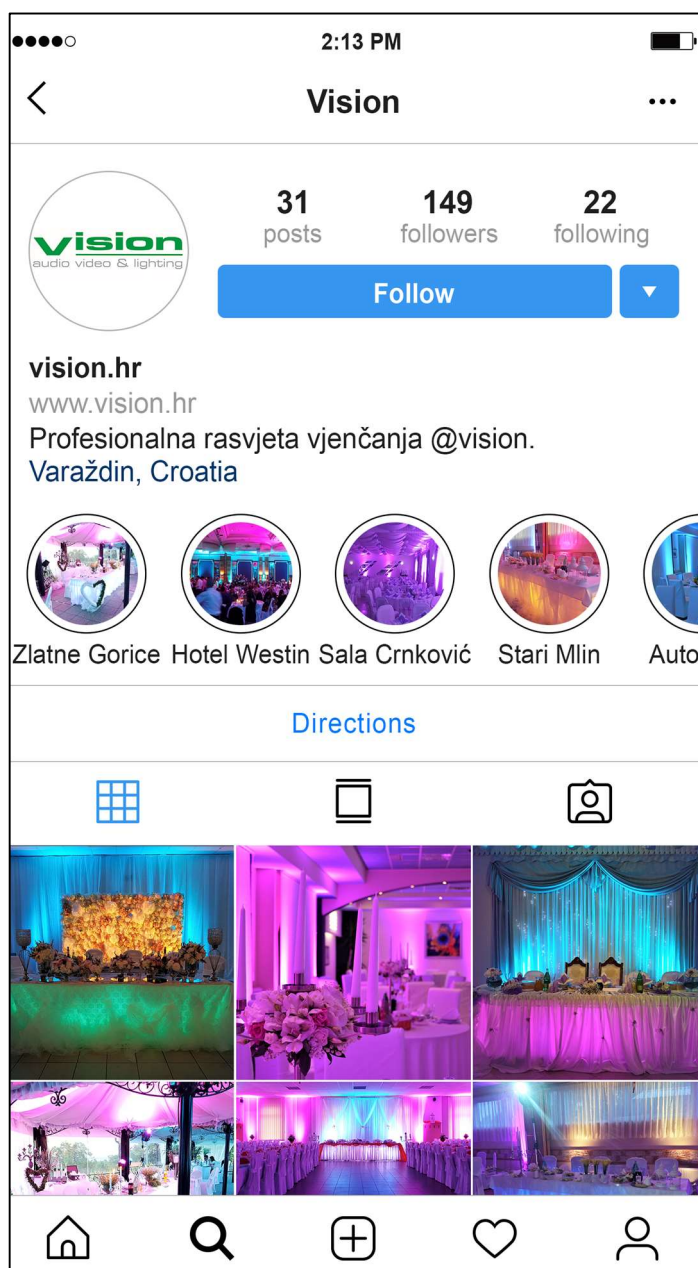 2:13 PM
Vision
31 149 22
posts followers following
vision
audio video & lighting
Follow
vision.hr
www.vision.hr
Profesionalna rasvjeta vjenčanja @vision.
Varaždin, Croatia
Zlatne Gorice Hotel Westin Sala Crnković Stari Mlin Auto
Directions